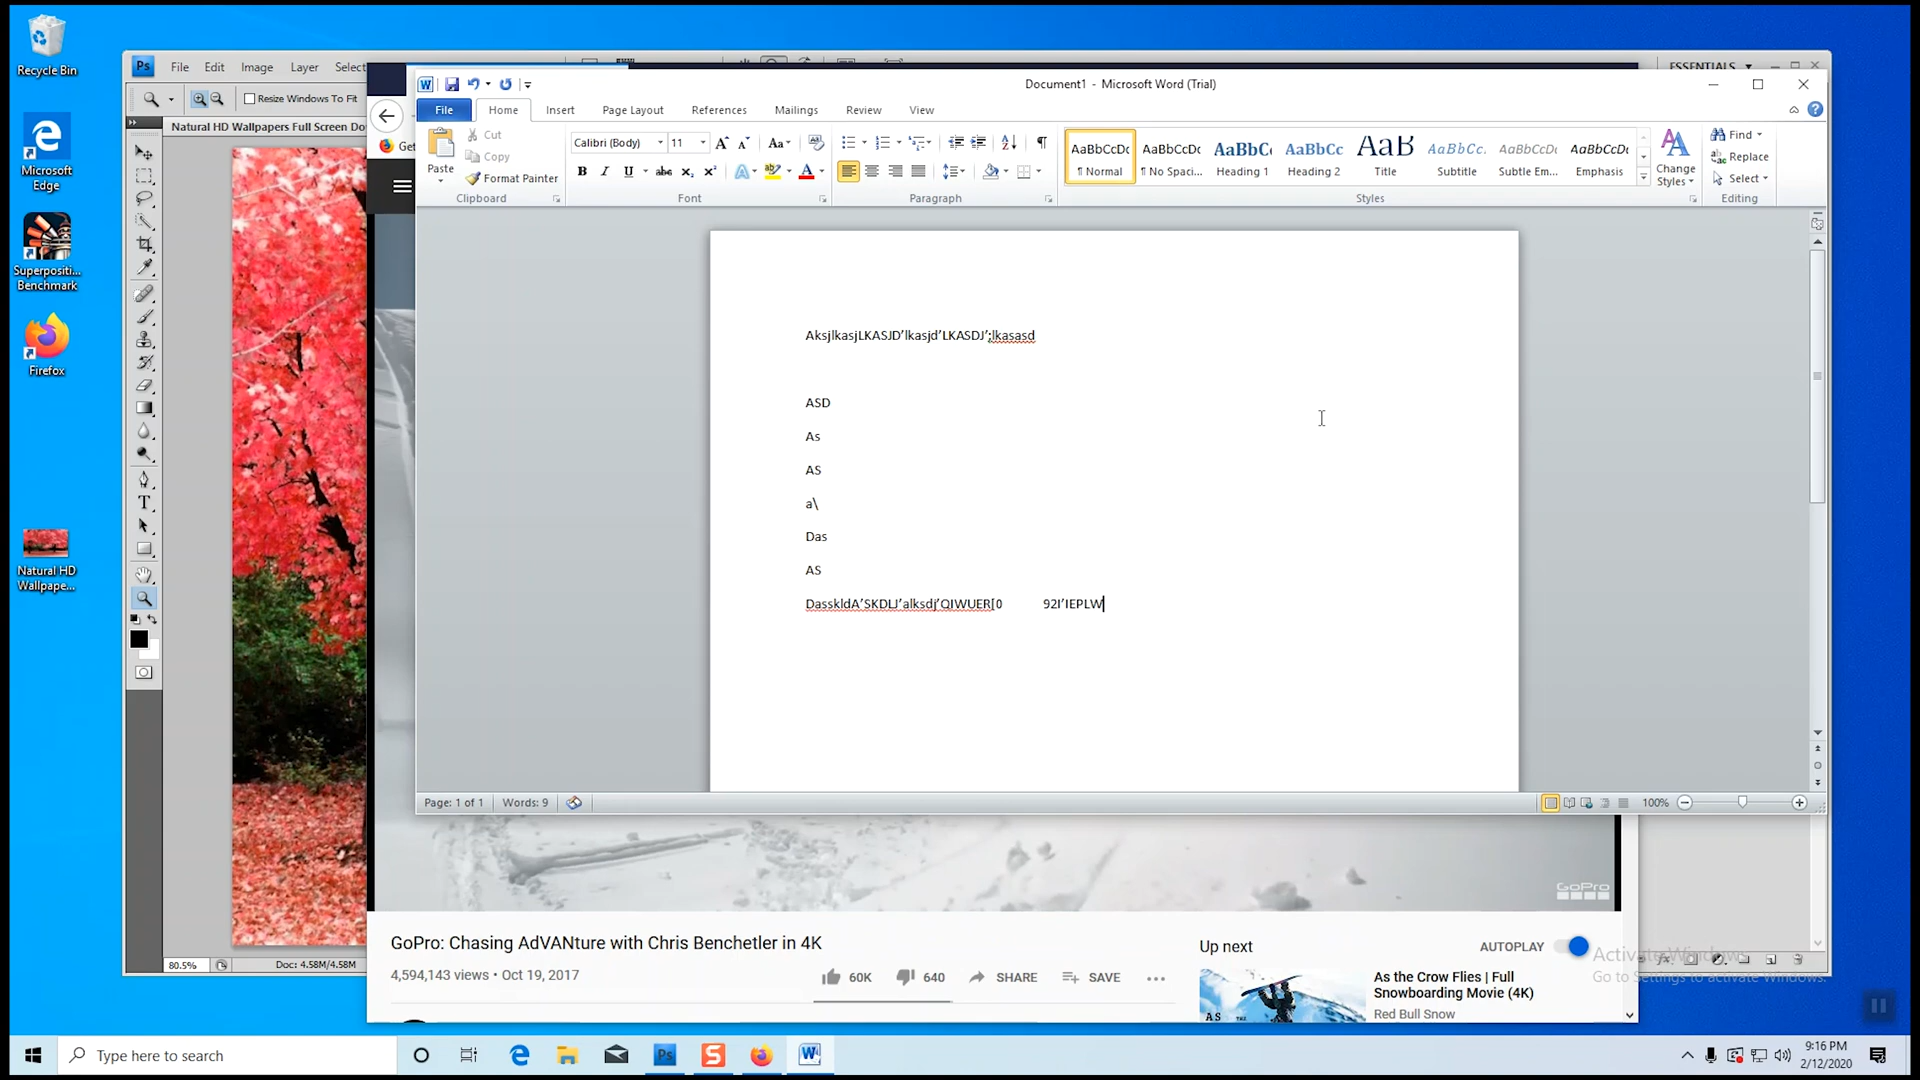 Recycle Bin
Microsoft
Edge
Superpositi...
Benchmark
Firefox
Natural HD
Wallpape...
Ps File Edit Image Layer Select
ESSENTIALS
Resize Windows To Fit
Natural HD Wallpapers Full Screen Do
80.5%
Doc: 4.58M/4.58M
Get
Document1 - Microsoft Word (Trial)
File Home Insert Page Layout References Mailings Review View
Paste
Cut
Copy
Format Painter
Clipboard
Calibri (Body) 11
Font
Paragraph
AaBbCcDc AaBbCcDc AaBbC AaBbCc AaB AaBbCc. AaBbCcDc AaBbCcDc
¶ Normal ¶ No Spaci... Heading 1 Heading 2 Title Subtitle Subtle Em... Emphasis
Change
Styles
Styles
Find
Replace
Select
Editing
AksjlkasjLKASJD’lkasjd’LKASDJ’;lkasasd
ASD
As
AS
a\
Das
AS
DasskldA’SKDLJ’alksdj’QIWUER[0 92I’IEPLW
Page: 1 of 1 Words: 9
100%
GoPro
GoPro: Chasing AdVANture with Chris Benchetler in 4K
4,594,143 views • Oct 19, 2017
60K 640 SHARE SAVE
Up next
AUTOPLAY
As the Crow Flies | Full
Snowboarding Movie (4K)
Red Bull Snow
AS THE
Activate Windows
Go to Settings to activate Windows.
Type here to search
9:16 PM
2/12/2020